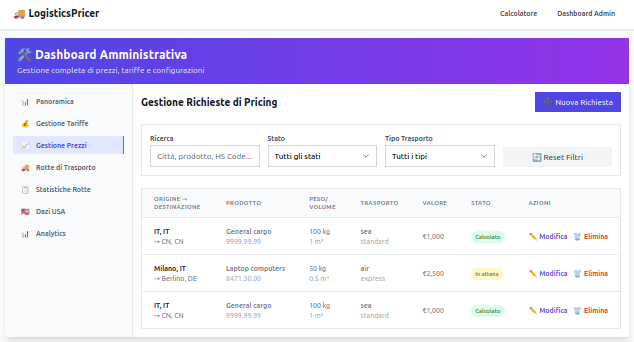 LogisticsPricer
Calcolatore
Dashboard Admin
Dashboard Amministrativa
Gestione completa di prezzi, tariffe e configurazioni
Panoramica
Gestione Tariffe
Gestione Prezzi
Rotte di Trasporto
Statistiche Rotte
Dazi USA
Analytics
Gestione Richieste di Pricing
Nuova Richiesta
Ricerca
Città, prodotto, HS Code...
Stato
Tutti gli stati
Tipo Trasporto
Tutti i tipi
Reset Filtri
ORIGINE →
DESTINAZIONE
PRODOTTO
PESO/
VOLUME
TRASPORTO
VALORE
STATO
AZIONI
IT, IT
→ CN, CN
General cargo
9999.99.99
100 kg
1 m³
sea
standard
€1,000
Calcolato
Modifica
Elimina
Milano, IT
→ Berlino, DE
Laptop computers
8471.30.00
50 kg
0.5 m³
air
express
€2,500
In attesa
Modifica
Elimina
IT, IT
→ CN, CN
General cargo
9999.99.99
100 kg
1 m³
sea
standard
€1,000
Calcolato
Modifica
Elimina